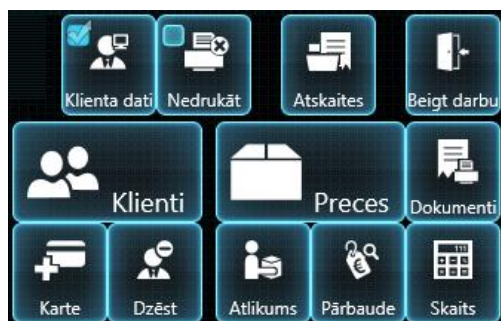 Klienta dati
Nedrukāt
Atskaites
Beigt darbu
Klienti
Preces
Dokumenti
Karte
Dzēst
Atlikums
Pārbaude
Skaits